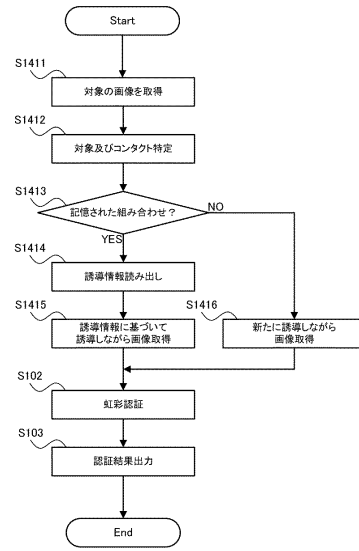 Start
S1411
対象の画像を取得
S1412
対象及びコンタクト特定
S1413
記憶された組み合わせ？
NO
YES
S1414
誘導情報読み出し
S1415
誘導情報に基づいて
誘導しながら画像取得
S1416
新たに誘導しながら
画像取得
S102
虹彩認証
S103
認証結果出力
End